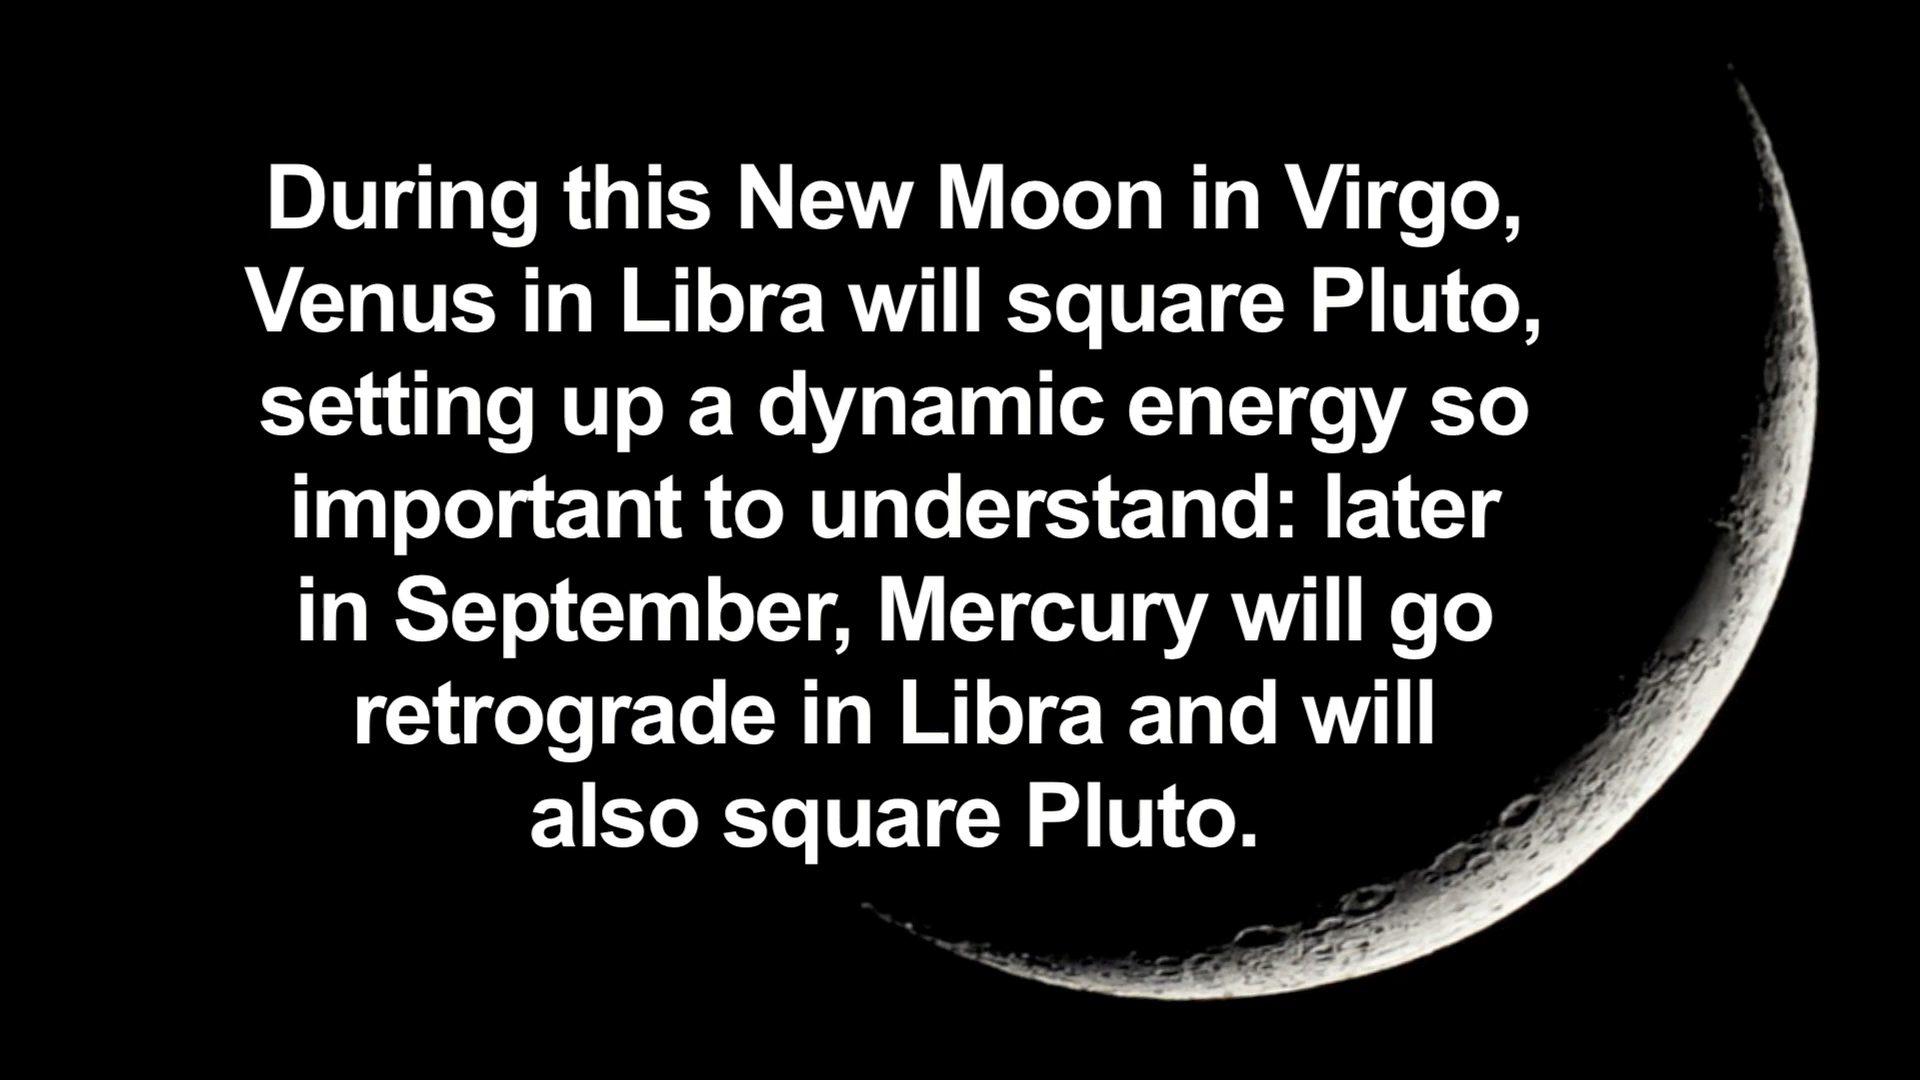 During this New Moon in Virgo,
Venus in Libra will square Pluto,
setting up a dynamic energy so
important to understand: later
in September, Mercury will go
retrograde in Libra and will
also square Pluto.